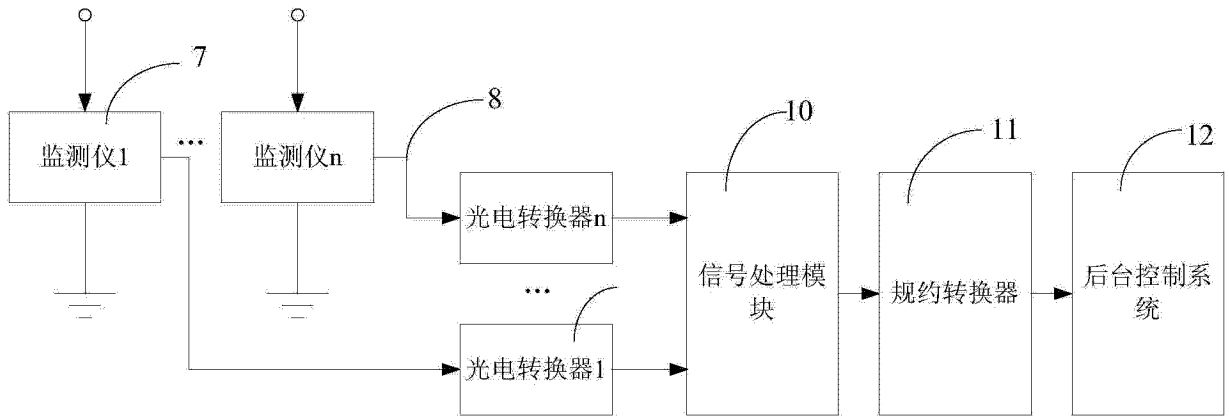 7
8
10
11
12
监测仪1
...
监测仪n
光电转换器n
...
光电转换器1
信号处理模
块
规约转换器
后台控制系
统